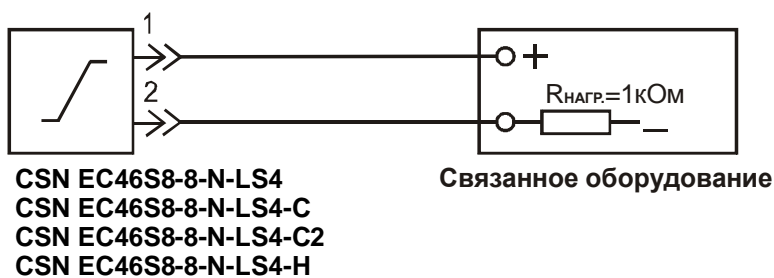 1
+
Rнагр.=1кОм
2
—
CSN EC46S8-8-N-LS4
CSN EC46S8-8-N-LS4-C
CSN EC46S8-8-N-LS4-C2
CSN EC46S8-8-N-LS4-H
Связанное оборудование